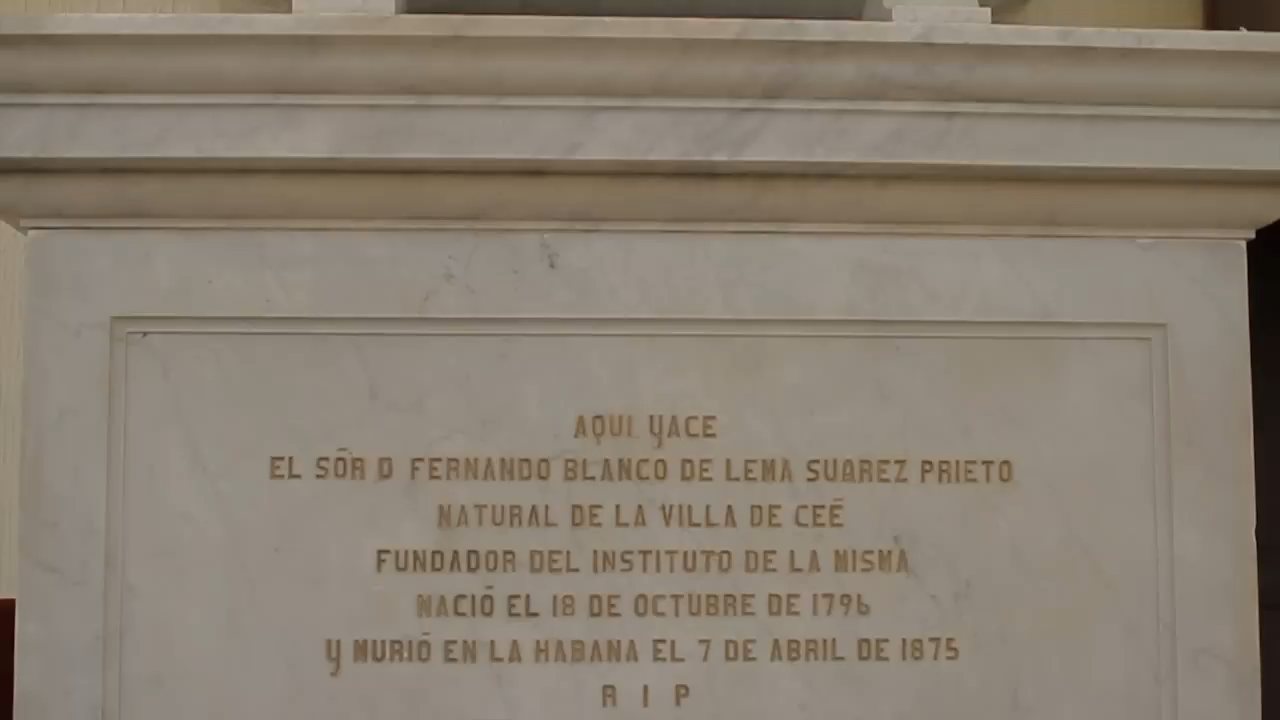 AQUI YACE
EL SÕR D FERNANDO BLANCO DE LEMA SUAREZ PRIETO
NATURAL DE LA VILLA DE CEÉ
FUNDADOR DEL INSTITUTO DE LA MISMA
NACIÓ EL 18 DE OCTUBRE DE 1796
Y MURIÓ EN LA HABANA EL 7 DE ABRIL DE 1875
R I P